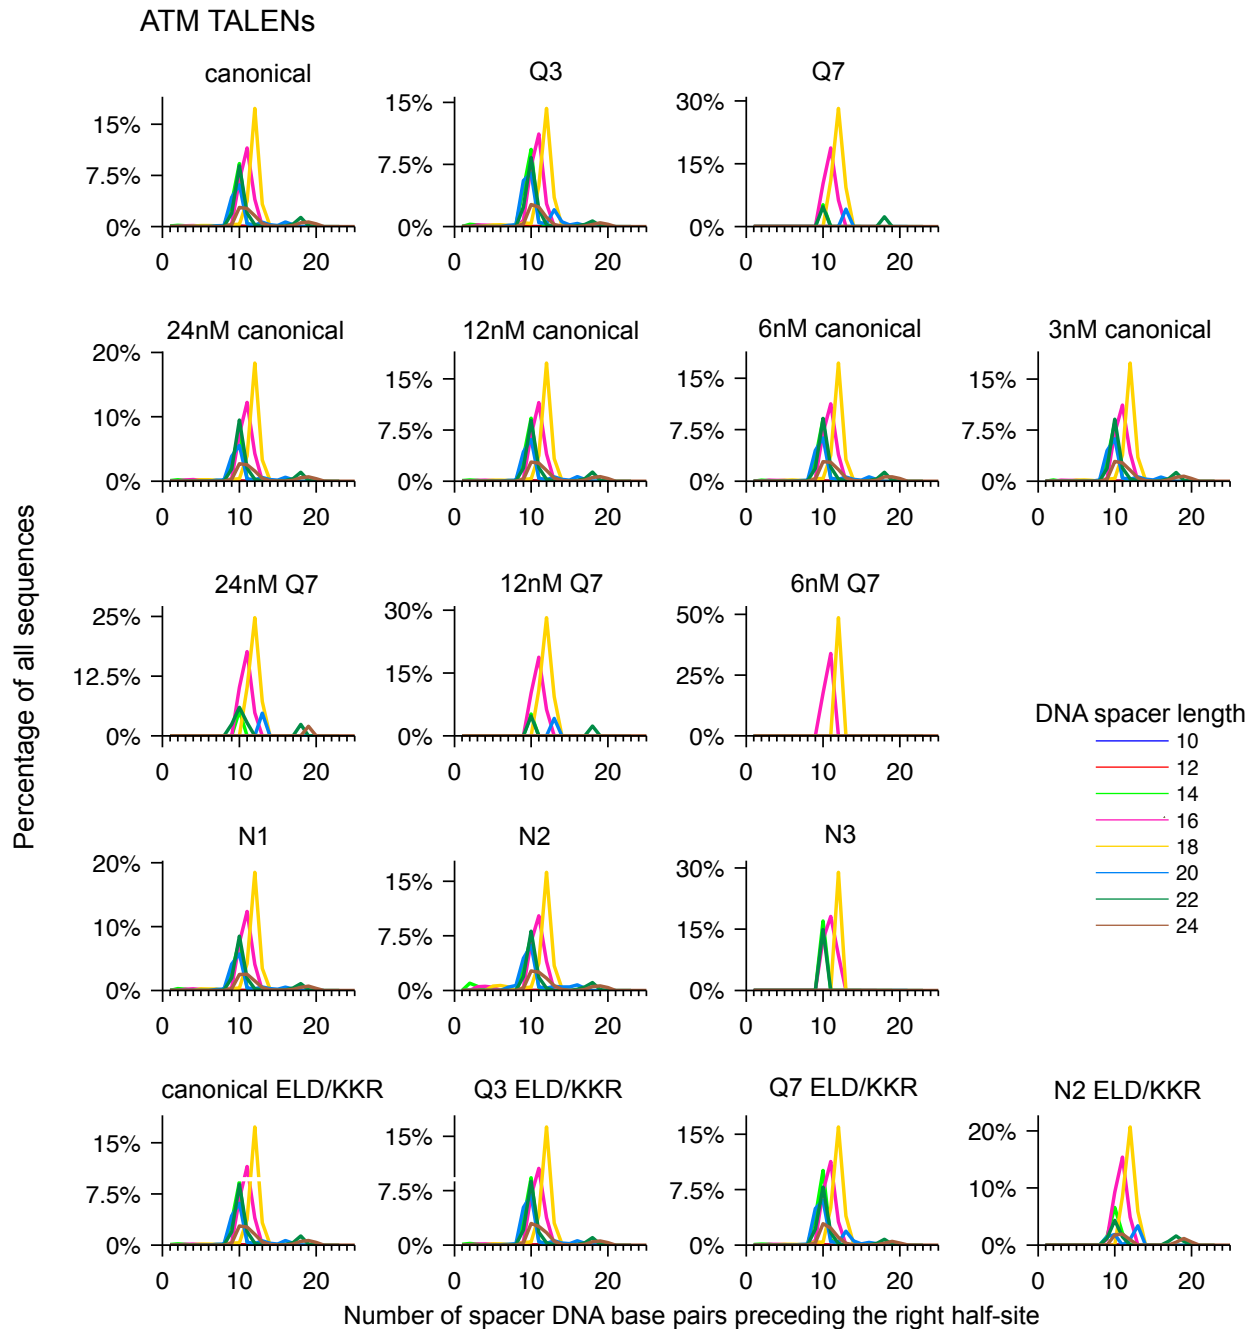 ATM TALENs
canonical
Q3
Q7
15%
7.5%
0%
0 10 20
15%
7.5%
0%
0 10 20
30%
15%
0%
0 10 20
24nM canonical
12nM canonical
6nM canonical
3nM canonical
20%
10%
0%
0 10 20
15%
7.5%
0%
0 10 20
15%
7.5%
0%
0 10 20
15%
7.5%
0%
0 10 20
Percentage of all sequences
24nM Q7
12nM Q7
6nM Q7
25%
12.5%
0%
0 10 20
30%
15%
0%
0 10 20
50%
25%
0%
0 10 20
DNA spacer length
10
12
14
16
18
20
22
24
N1
N2
N3
20%
10%
0%
0 10 20
15%
7.5%
0%
0 10 20
30%
15%
0%
0 10 20
canonical ELD/KKR
Q3 ELD/KKR
Q7 ELD/KKR
N2 ELD/KKR
15%
7.5%
0%
0 10 20
15%
7.5%
0%
0 10 20
15%
7.5%
0%
0 10 20
20%
10%
0%
0 10 20
Number of spacer DNA base pairs preceding the right half-site